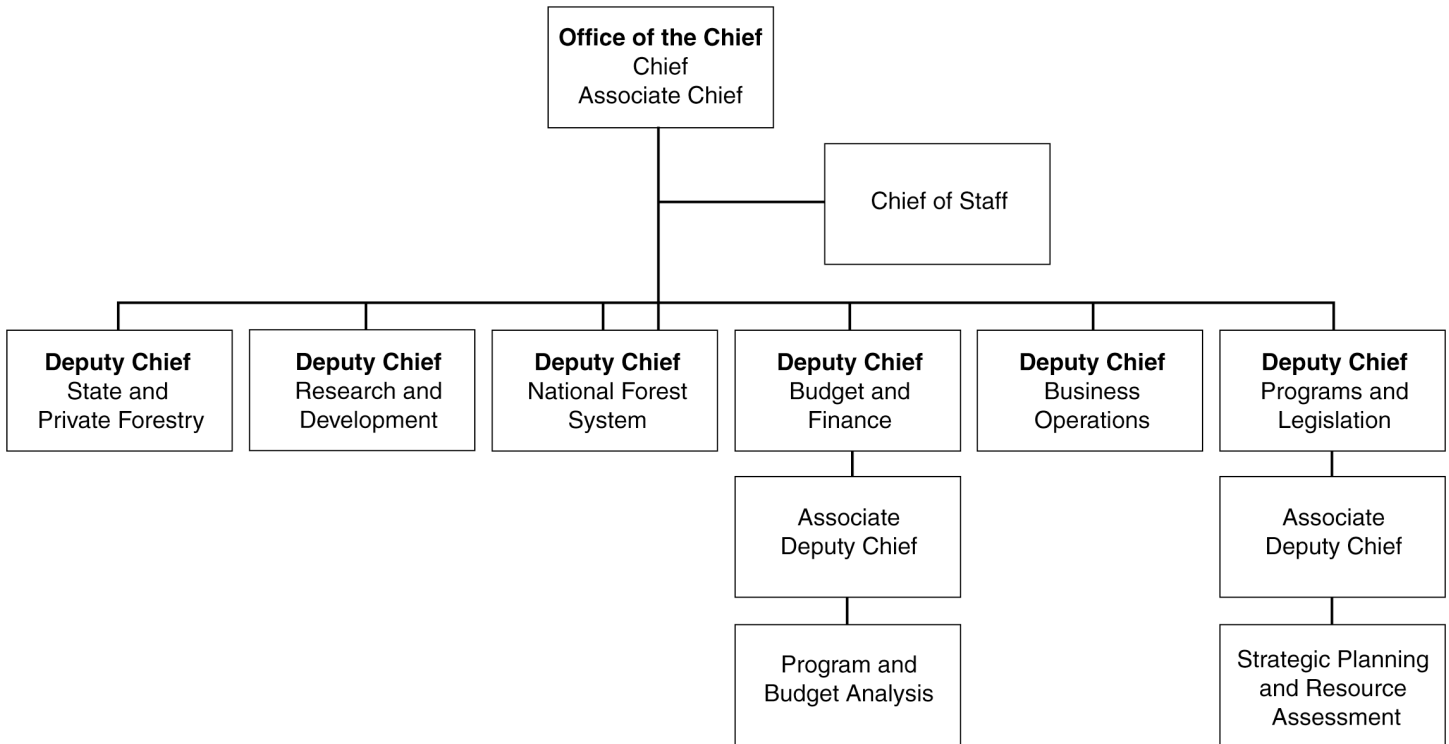 Office of the Chief
Chief
Associate Chief
Chief of Staff
Deputy Chief
State and
Private Forestry
Deputy Chief
Research and
Development
Deputy Chief
National Forest
System
Deputy Chief
Budget and
Finance
Deputy Chief
Business
Operations
Deputy Chief
Programs and
Legislation
Associate
Deputy Chief
Associate
Deputy Chief
Program and
Budget Analysis
Strategic Planning
and Resource
Assessment